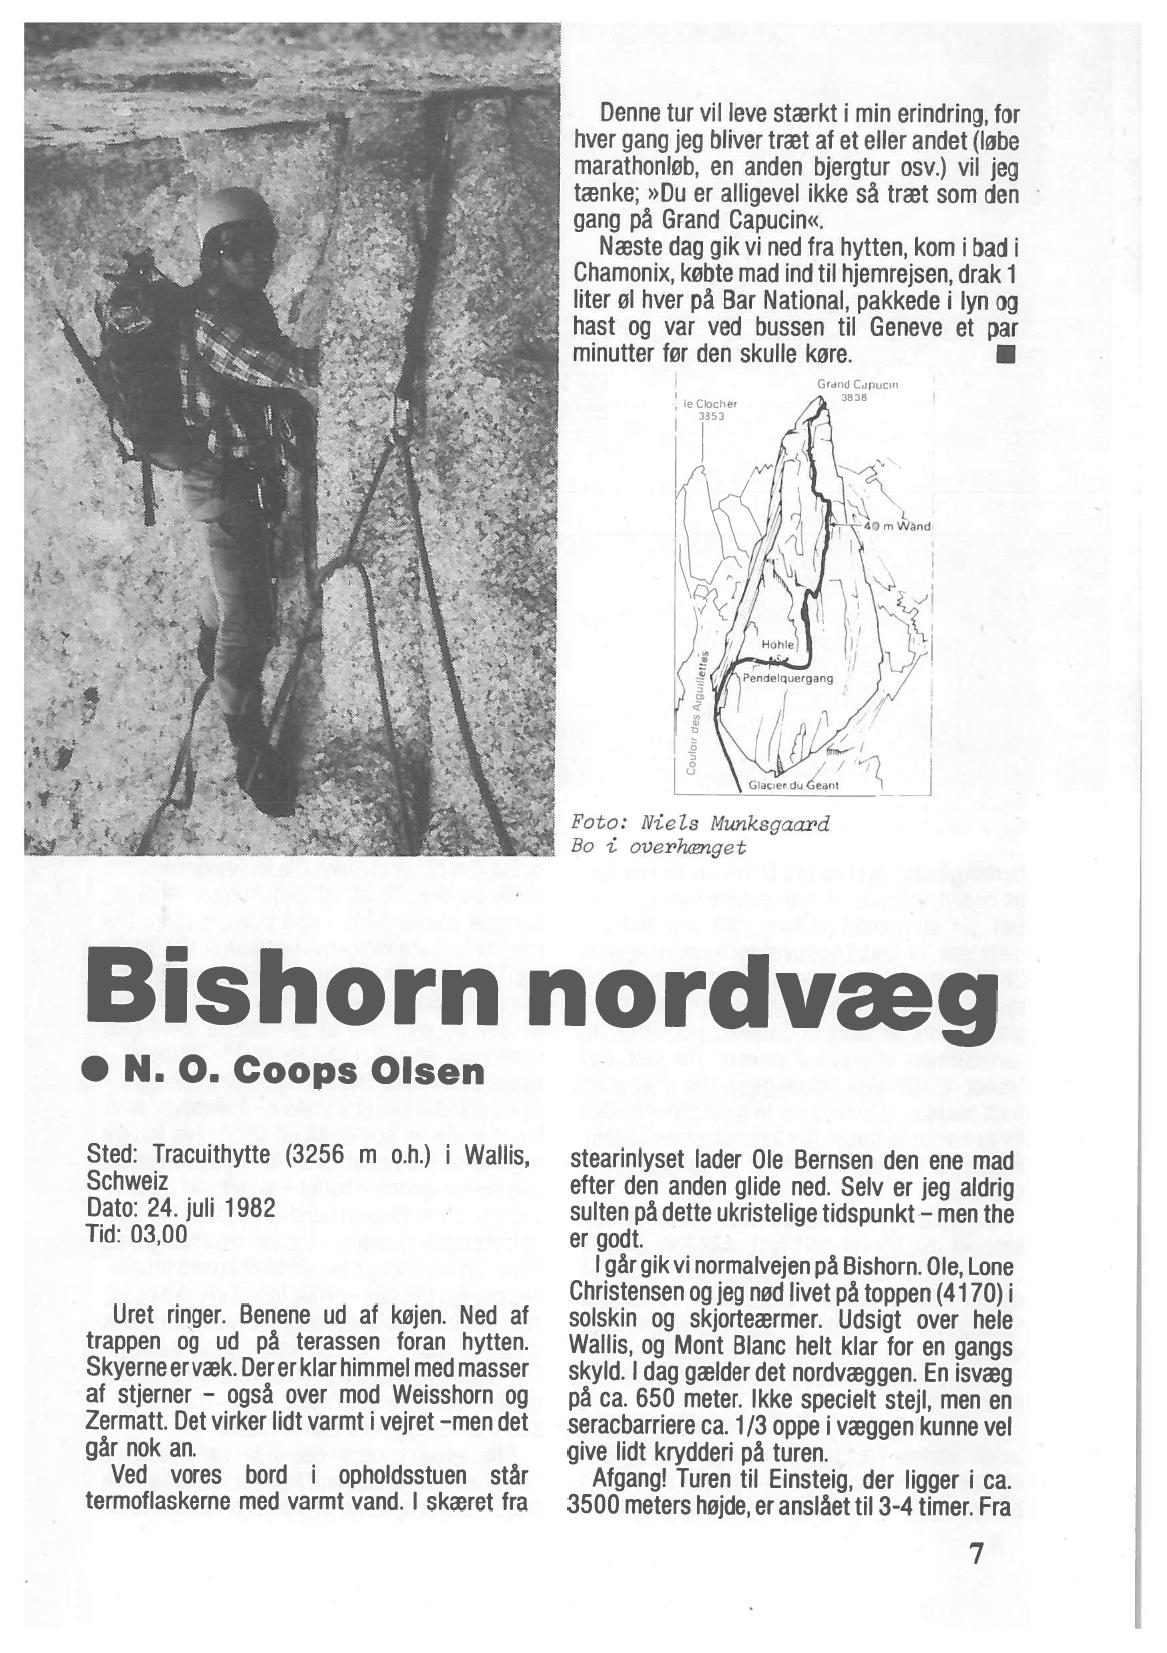 Denne tur vil leve stærkt i min erindring, for
hver gang jeg bliver træt af et eller andet (løbe
marathonløb, en anden bjergtur osv.) vil jeg
tænke; »Du er alligevel ikke så træt som den
gang på Grand Capucin«.
Næste dag gik vi ned fra hytten, kom i bad i
Chamonix, købte mad ind til hjemrejsen, drak 1
liter øl hver på Bar National, pakkede i lyn og
hast og var ved bussen til Geneve et par
minutter før den skulle køre.
Grand Capucin
3838
le Clocher
3853
40 m Wand
Höhle
Pendelquergang
Couloir des Aiguillettes
Glacier du Geant
Foto: Niels Munksgaard
Bo i overhænget
Bishorn nordvæg
● N. O. Coops Olsen
Sted: Tracuithytte (3256 m o.h.) i Wallis,
Schweiz
Dato: 24. juli 1982
Tid: 03,00
Uret ringer. Benene ud af køjen. Ned af
trappen og ud på terassen foran hytten.
Skyerne er væk. Der er klar himmel med masser
af stjerner – også over mod Weisshorn og
Zermatt. Det virker lidt varmt i vejret –men det
går nok an.
Ved vores bord i opholdsstuen står
termoflaskerne med varmt vand. I skæret fra
stearinlyset lader Ole Bernsen den ene mad
efter den anden glide ned. Selv er jeg aldrig
sulten på dette ukristelige tidspunkt – men the
er godt.
I går gik vi normalvejen på Bishorn. Ole, Lone
Christensen og jeg nød livet på toppen (4170) i
solskin og skjorteærmer. Udsigt over hele
Wallis, og Mont Blanc helt klar for en gangs
skyld. I dag gælder det nordvæggen. En isvæg
på ca. 650 meter. Ikke specielt stejl, men en
seracbarriere ca. 1/3 oppe i væggen kunne vel
give lidt krydderi på turen.
Afgang! Turen til Einsteig, der ligger i ca.
3500 meters højde, er anslået til 3-4 timer. Fra
7